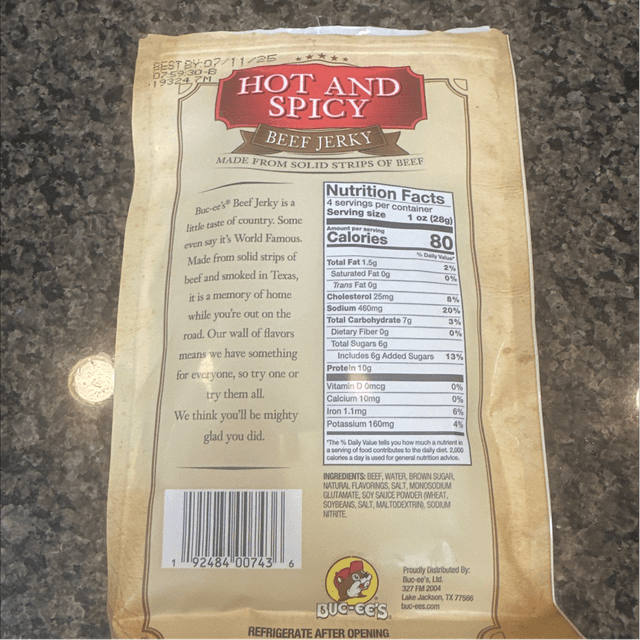 BEST BY 07/11/25
07:59:30-B
19324 7M
HOT AND
SPICY
BEEF JERKY
MADE FROM SOLID STRIPS OF BEEF
Buc-ee's® Beef Jerky is a
little taste of country. Some
even say it's World Famous.
Made from solid strips of
beef and smoked in Texas,
it is a memory of home
while you're out on the
road. Our wall of flavors
means we have something
for everyone, so try one or
try them all.
We think you'll be mighty
glad you did.
Nutrition Facts
4 servings per container
Serving size 1 oz (28g)
Amount per serving
Calories 80
% Daily Value*
Total Fat 1.5g 2%
Saturated Fat 0g 0%
Trans Fat 0g
Cholesterol 25mg 8%
Sodium 460mg 20%
Total Carbohydrate 7g 3%
Dietary Fiber 0g 0%
Total Sugars 6g
Includes 6g Added Sugars 13%
Protein 10g
Vitamin D 0mcg 0%
Calcium 10mg 0%
Iron 1.1mg 6%
Potassium 160mg 4%
*The % Daily Value tells you how much a nutrient in
a serving of food contributes to the daily diet. 2,000
calories a day is used for general nutrition advice.
INGREDIENTS: BEEF, WATER, BROWN SUGAR,
NATURAL FLAVORINGS, SALT, MONOSODIUM
GLUTAMATE, SOY SAUCE POWDER (WHEAT,
SOYBEANS, SALT, MALTODEXTRIN), SODIUM
NITRITE.
1 92484 00743 6
BUC-EE'S
Proudly Distributed By:
Buc-ee's, Ltd.
327 FM 2004
Lake Jackson, TX 77566
buc-ees.com
REFRIGERATE AFTER OPENING